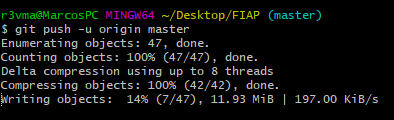 r3vma@MarcosPC MINGW64 ~/Desktop/FIAP (master)
$ git push -u origin master
Enumerating objects: 47, done.
Counting objects: 100% (47/47), done.
Delta compression using up to 8 threads
Compressing objects: 100% (42/42), done.
Writing objects:  14% (7/47), 11.93 MiB | 197.00 KiB/s